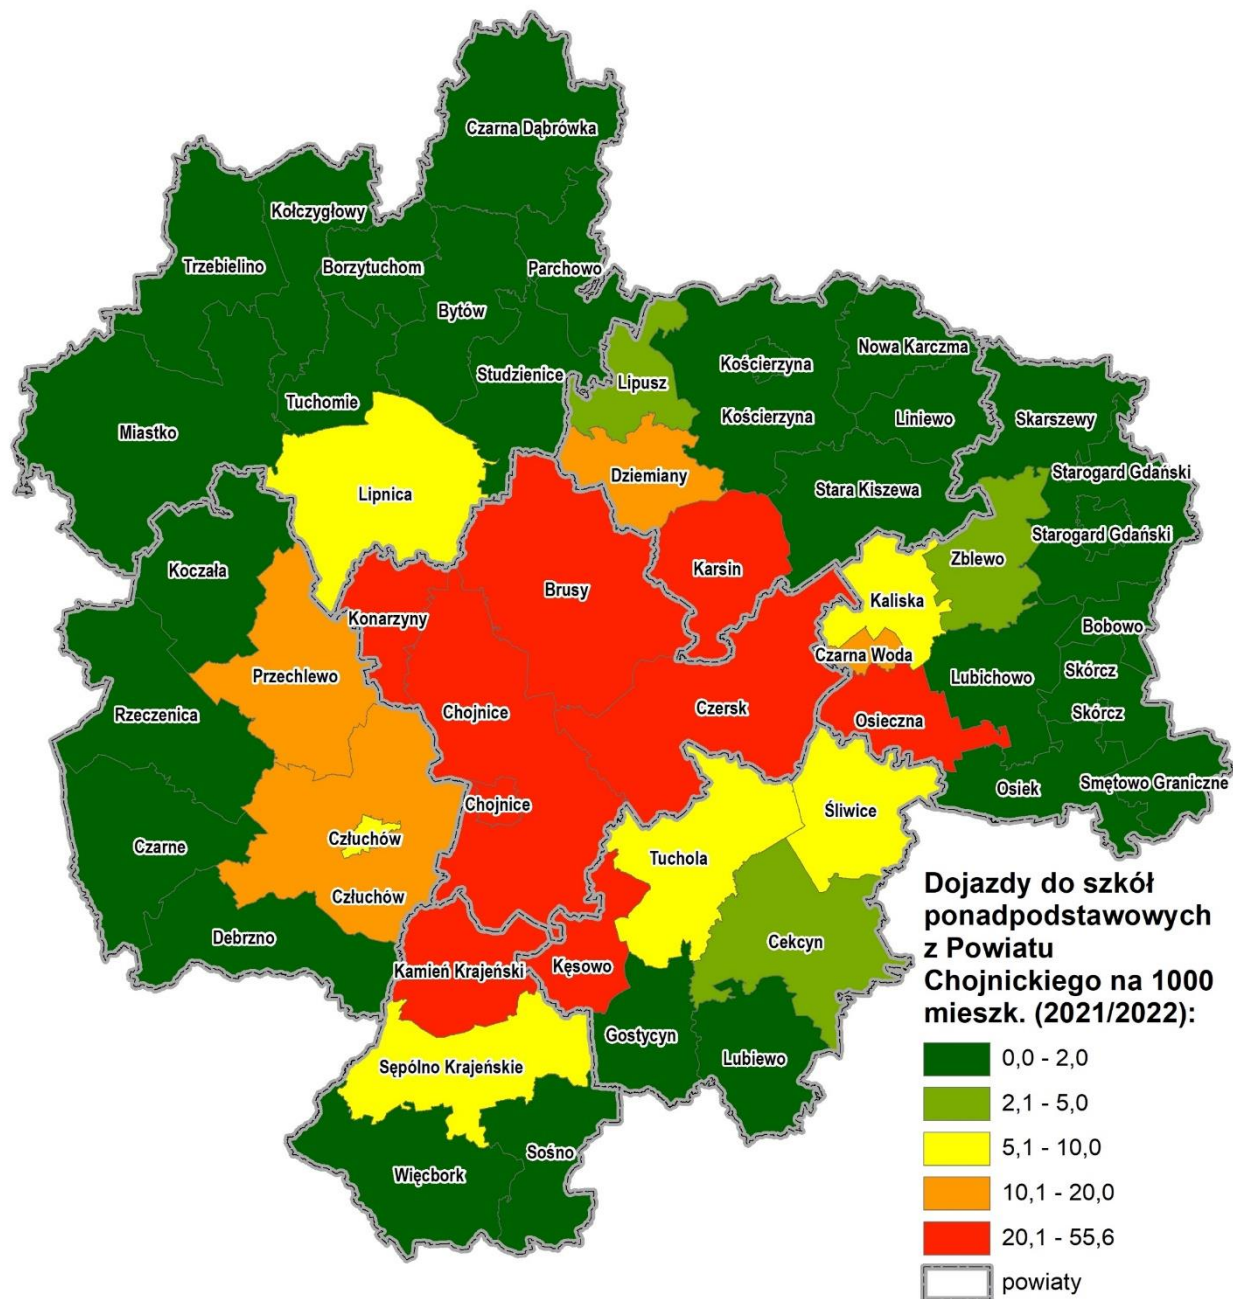 Czarna Dąbrówka
Kołczygłowy
Trzebielino
Borzytuchom
Parchowo
Bytów
Nowa Karczma
Kościerzyna
Studzienice
Lipusz
Tuchomie
Kościerzyna
Liniewo
Skarszewy
Miastko
Starogard Gdański
Dziemiany
Lipnica
Stara Kiszewa
Starogard Gdański
Zblewo
Karsin
Koczała
Brusy
Kaliska
Konarzyny
Bobowo
Czarna Woda
Przechlewo
Lubichowo
Skórcz
Czersk
Chojnice
Skórcz
Rzeczenica
Osieczna
Smętowo Graniczne
Osiek
Chojnice
Śliwice
Człuchów
Czarne
Tuchola
Człuchów
Debrzno
Cekcyn
Kęsowo
Kamień Krajeński
Gostycyn
Lubiewo
Sępólno Krajeńskie
Sośno
Więcbork
Dojazdy do szkół
ponadpodstawowych
z Powiatu
Chojnickiego na 1000
mieszk. (2021/2022):
0,0 - 2,0
2,1 - 5,0
5,1 - 10,0
10,1 - 20,0
20,1 - 55,6
powiaty